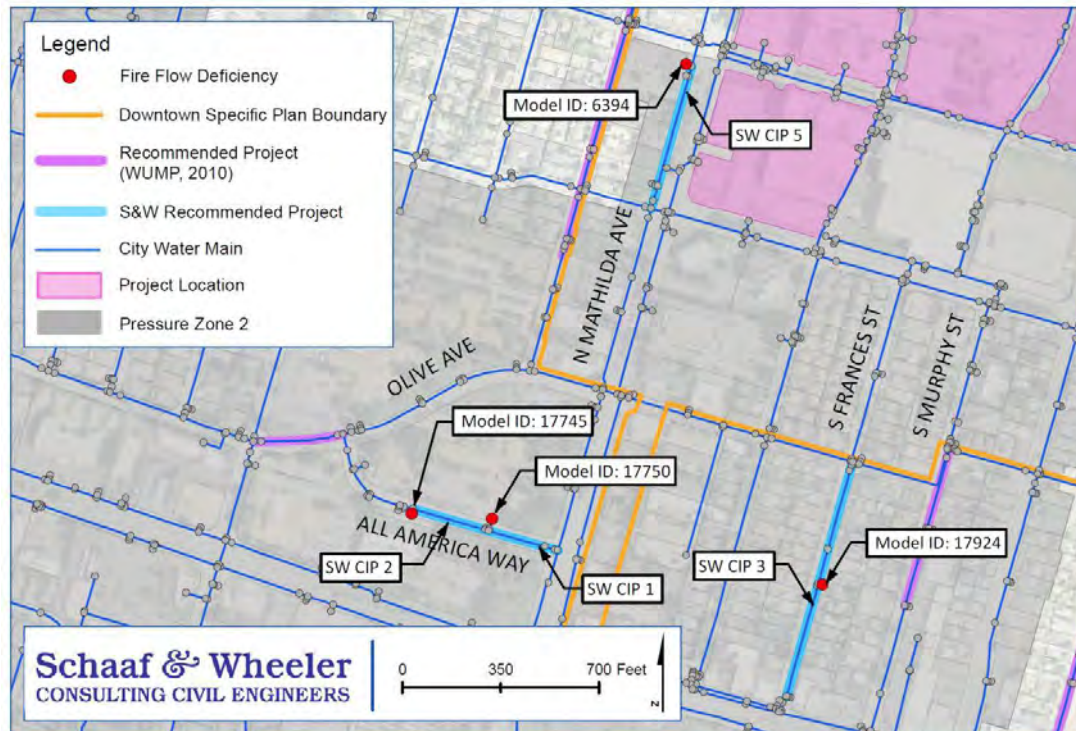 Legend
Fire Flow Deficiency
Downtown Specific Plan Boundary
Recommended Project
(WUMP, 2010)
S&W Recommended Project
City Water Main
Project Location
Pressure Zone 2
Model ID: 6394
SW CIP 5
N MATHILDA AVE
OLIVE AVE
S FRANCES ST
S MURPHY ST
Model ID: 17745
Model ID: 17750
ALL AMERICA WAY
SW CIP 2
SW CIP 1
SW CIP 3
Model ID: 17924
Schaaf & Wheeler
CONSULTING CIVIL ENGINEERS
0 350 700 Feet
N